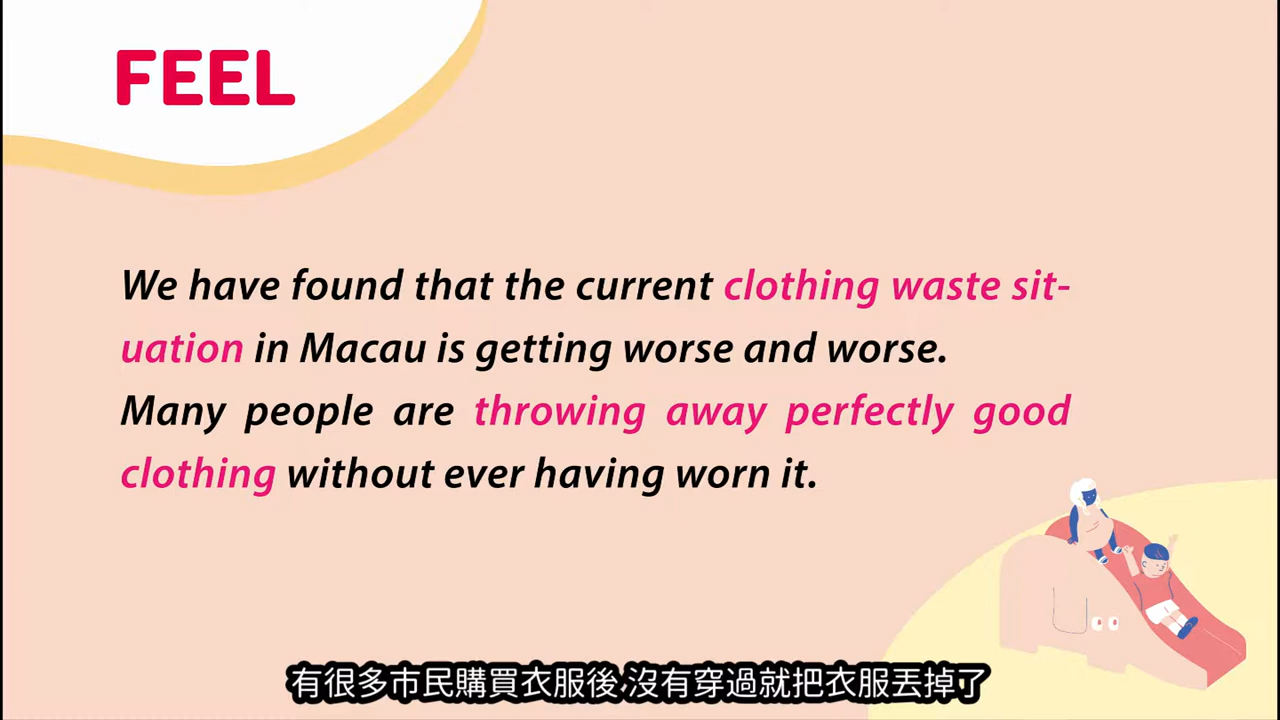 FEEL
We have found that the current clothing waste sit-
uation in Macau is getting worse and worse.
Many people are throwing away perfectly good
clothing without ever having worn it.
有很多市民購買衣服後 沒有穿過就把衣服丟掉了